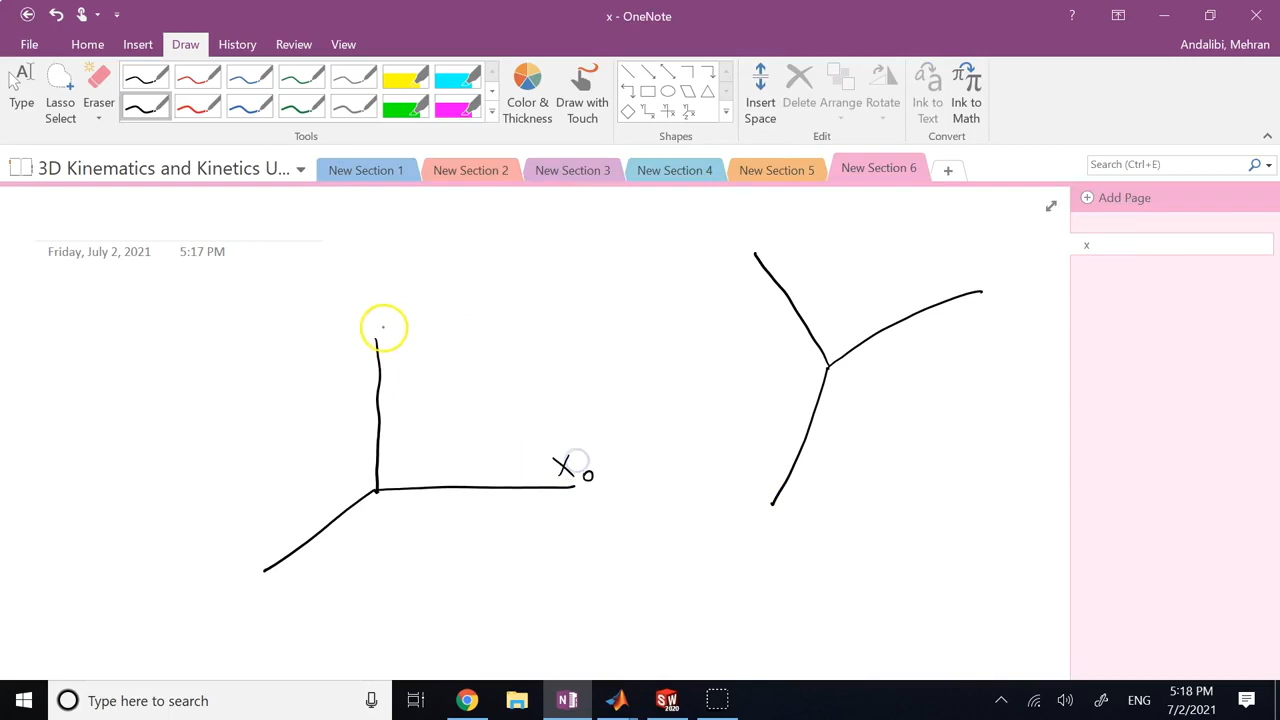 x - OneNote
File Home Insert Draw History Review View
Andalibi, Mehran
Type
Lasso Select
Eraser
Color & Thickness
Draw with Touch
Insert Space
Delete
Arrange
Rotate
Ink to Text
Ink to Math
Tools
Shapes
Edit
Convert
3D Kinematics and Kinetics U...
New Section 1
New Section 2
New Section 3
New Section 4
New Section 5
New Section 6
Search (Ctrl+E)
Add Page
x
Friday, July 2, 2021 5:17 PM
x₀
Type here to search
ENG
5:18 PM
7/2/2021